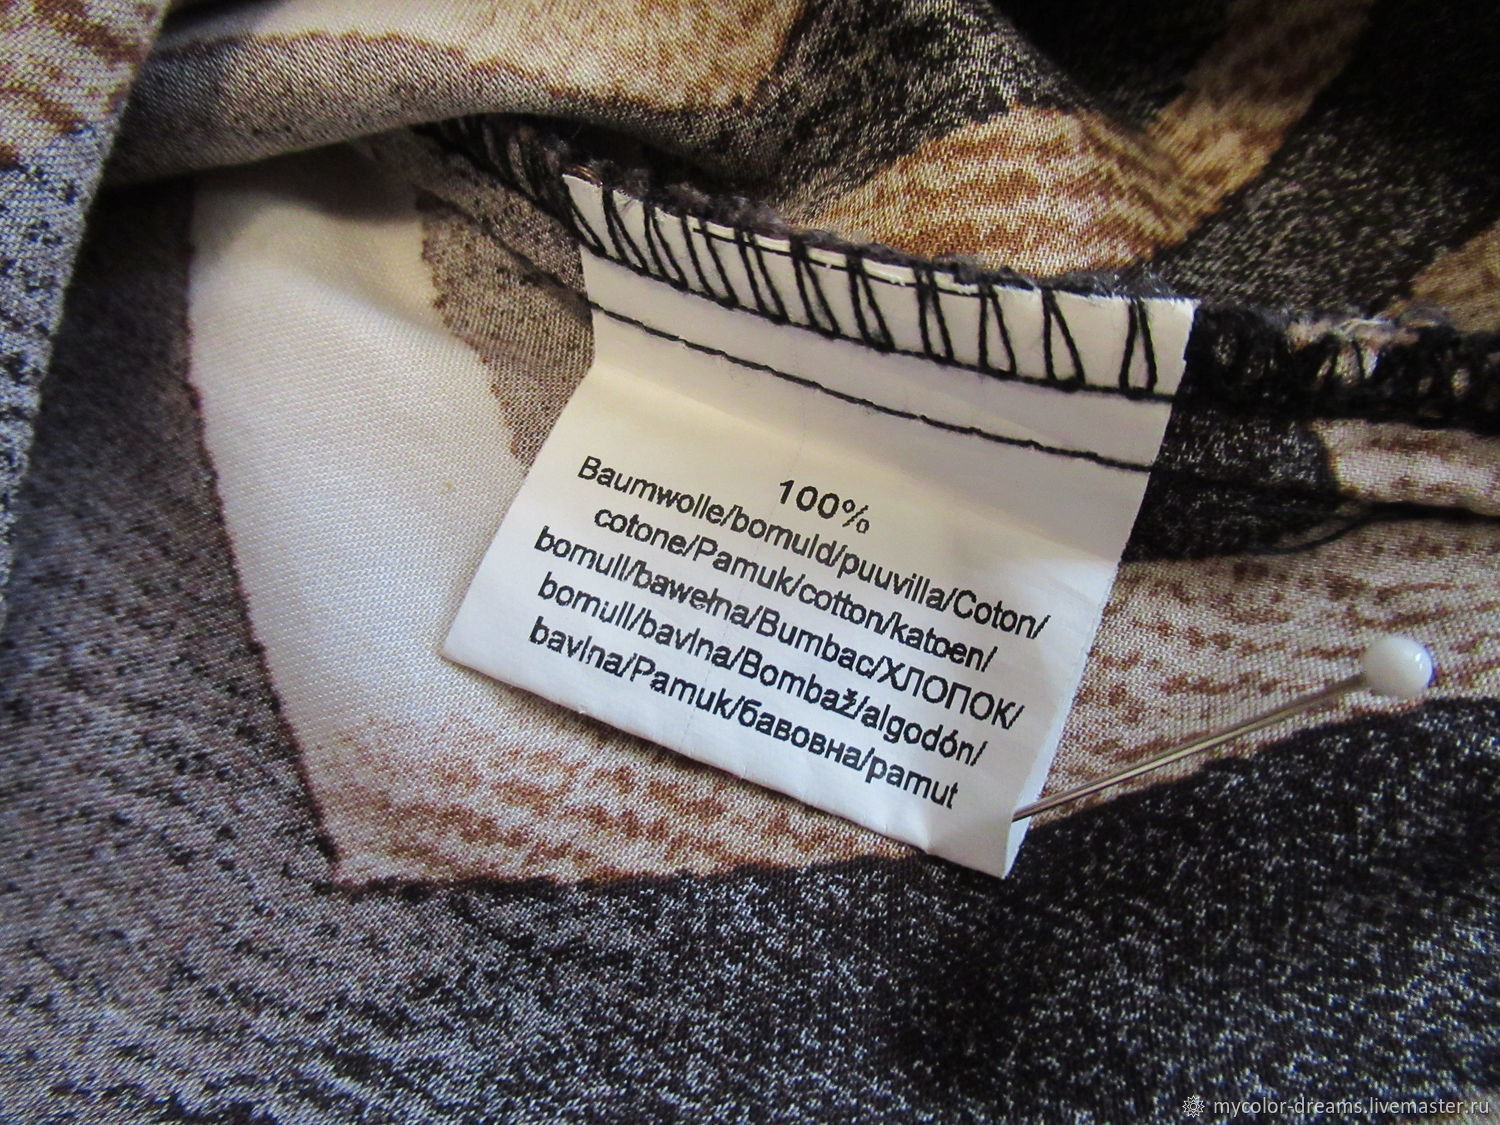 100%
Baumwolle/bomuld/puuvilla/Coton/
cotone/Pamuk/cotton/katoen/
bomull/bawełna/Bumbac/ХЛОПОК/
bomull/bavlna/Bombaž/algodón/
bavlna/Pamuk/бавовна/pamut
mycolor-dreams.livemaster.ru